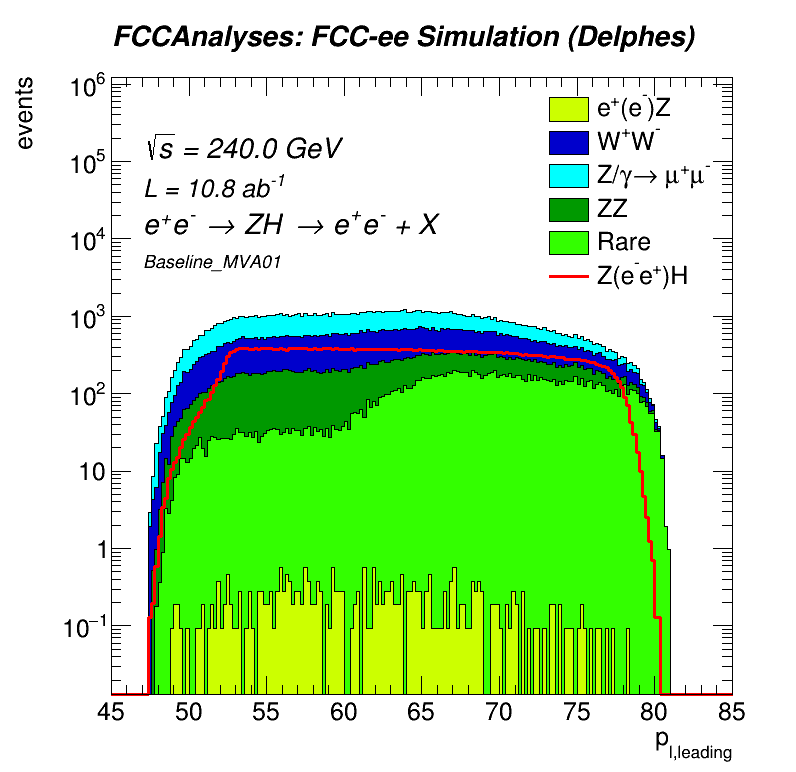 FCCAnalyses: FCC-ee Simulation (Delphes)
events
10⁶
10⁵
10⁴
10³
10²
10
1
10⁻¹
√s = 240.0 GeV
L = 10.8 ab⁻¹
e⁺e⁻ → ZH → e⁺e⁻ + X
Baseline_MVA01
e⁺(e⁻)Z
W⁺W⁻
Z/γ→ μ⁺μ⁻
ZZ
Rare
Z(e⁻e⁺)H
45 50 55 60 65 70 75 80 85
p_l,leading